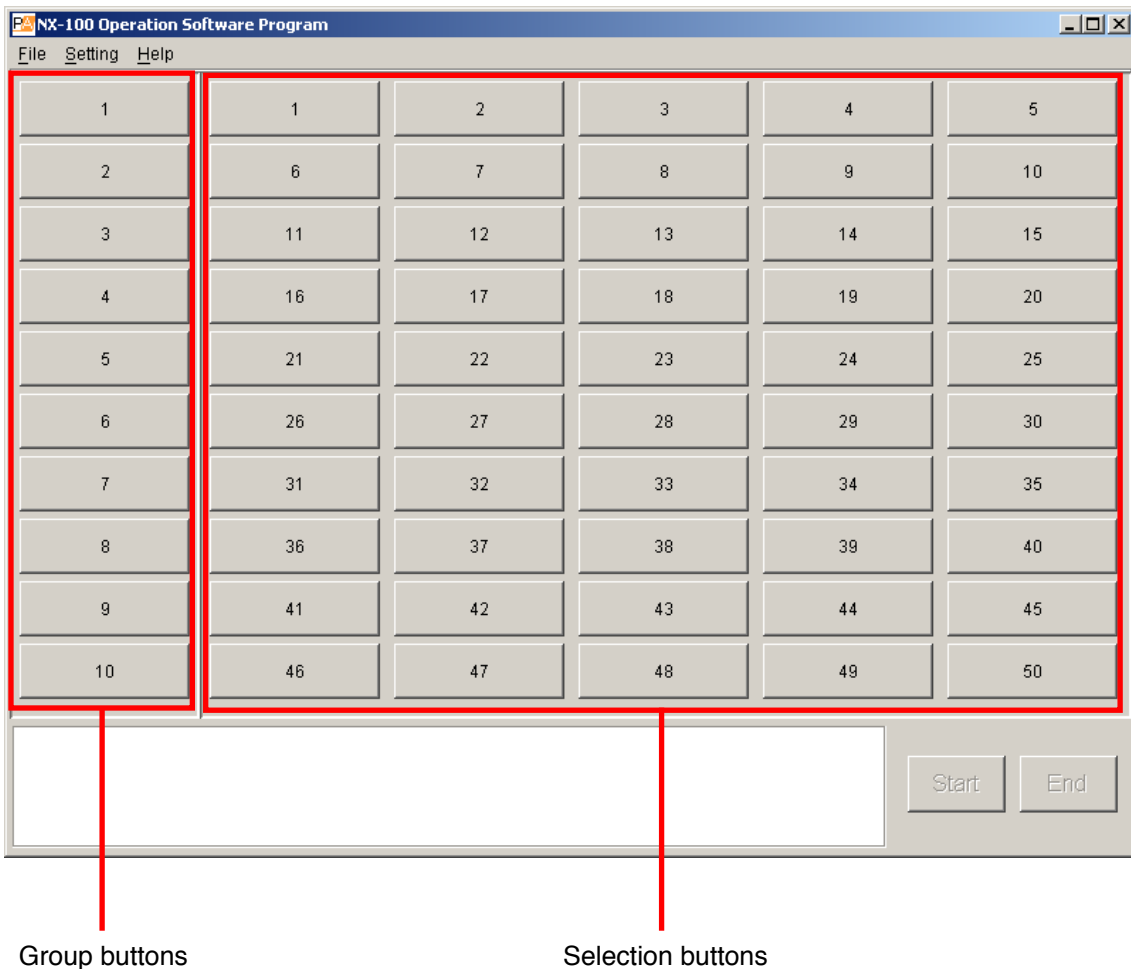 PA NX-100 Operation Software Program
File Setting Help
1 1 2 3 4 5
2 6 7 8 9 10
3 11 12 13 14 15
4 16 17 18 19 20
5 21 22 23 24 25
6 26 27 28 29 30
7 31 32 33 34 35
8 36 37 38 39 40
9 41 42 43 44 45
10 46 47 48 49 50
Start End
Group buttons Selection buttons